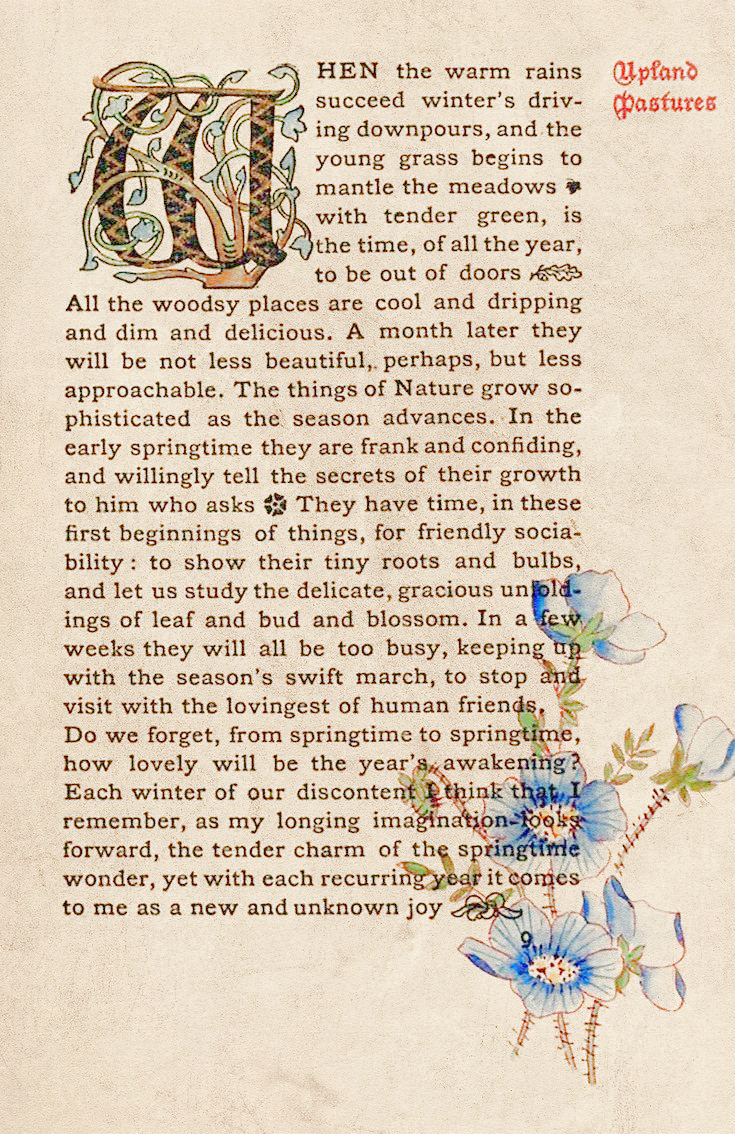 WHEN the warm rains
succeed winter's driv-
ing downpours, and the
young grass begins to
mantle the meadows
with tender green, is
the time, of all the year,
to be out of doors
All the woodsy places are cool and dripping
and dim and delicious. A month later they
will be not less beautiful, perhaps, but less
approachable. The things of Nature grow so-
phisticated as the season advances. In the
early springtime they are frank and confiding,
and willingly tell the secrets of their growth
to him who asks They have time, in these
first beginnings of things, for friendly socia-
bility: to show their tiny roots and bulbs,
and let us study the delicate, gracious unfold-
ings of leaf and bud and blossom. In a few
weeks they will all be too busy, keeping up
with the season's swift march, to stop and
visit with the lovingest of human friends.
Do we forget, from springtime to springtime,
how lovely will be the year's awakening?
Each winter of our discontent I think that I
remember, as my longing imagination looks
forward, the tender charm of the springtime
wonder, yet with each recurring year it comes
to me as a new and unknown joy
9
Upland
Pastures